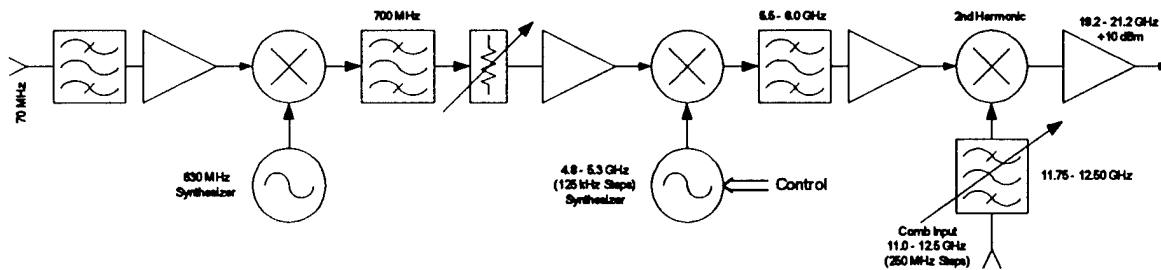 70 MHz
630 MHz
Synthesizer
700 MHz
4.8 - 5.3 GHz
(125 kHz Steps)
Synthesizer
Control
5.5 - 6.0 GHz
2nd Harmonic
19.2 - 21.2 GHz
+10 dBm
11.75 - 12.50 GHz
Comb Input
11.0 - 12.5 GHz
(250 MHz Steps)